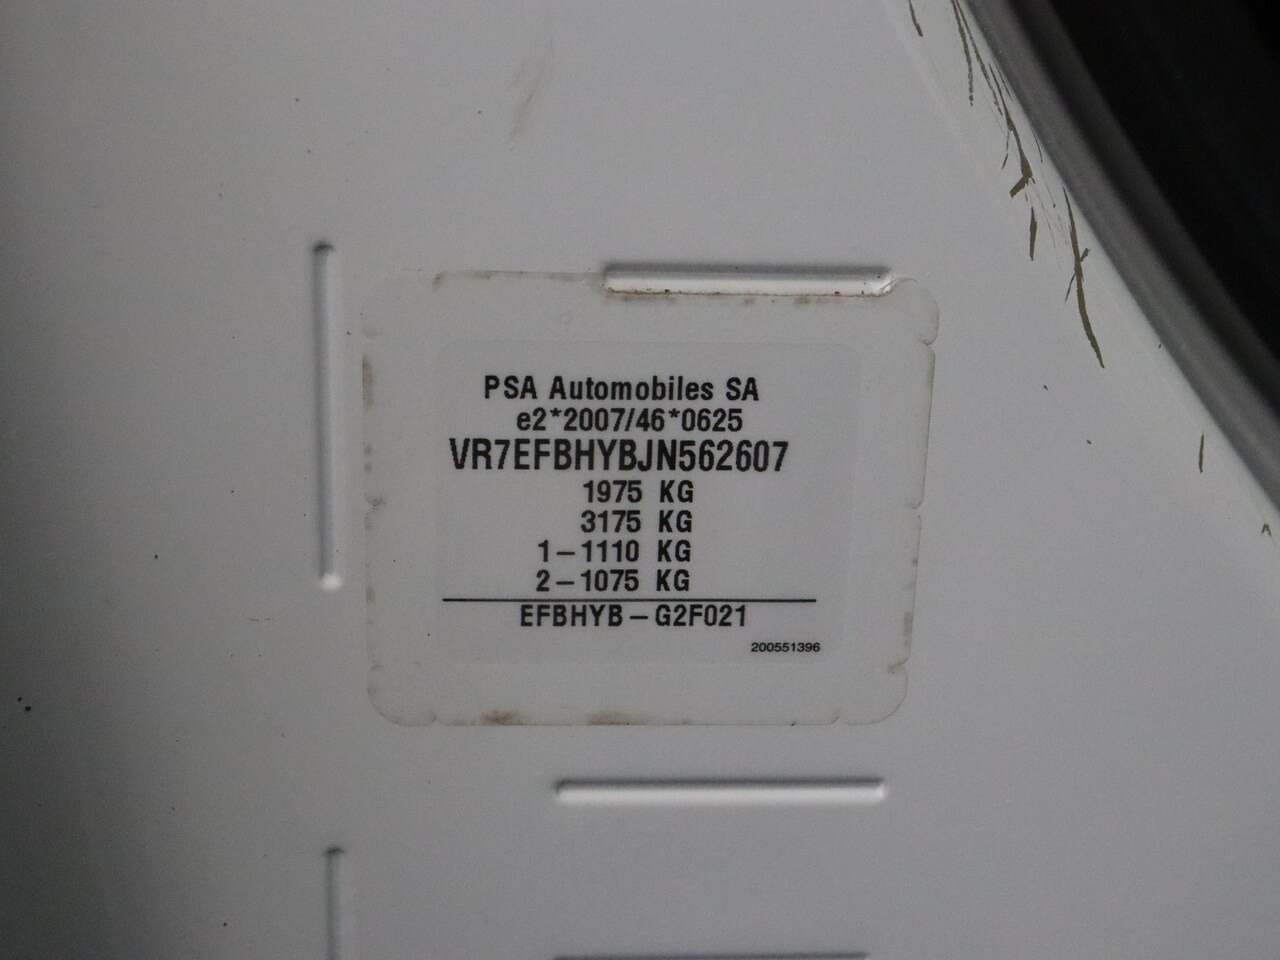 PSA Automobiles SA
e2*2007/46*0625
VR7EFBHYBJN562607
1975 KG
3175 KG
1-1110 KG
2-1075 KG
EFBHYB-G2F021
200551396